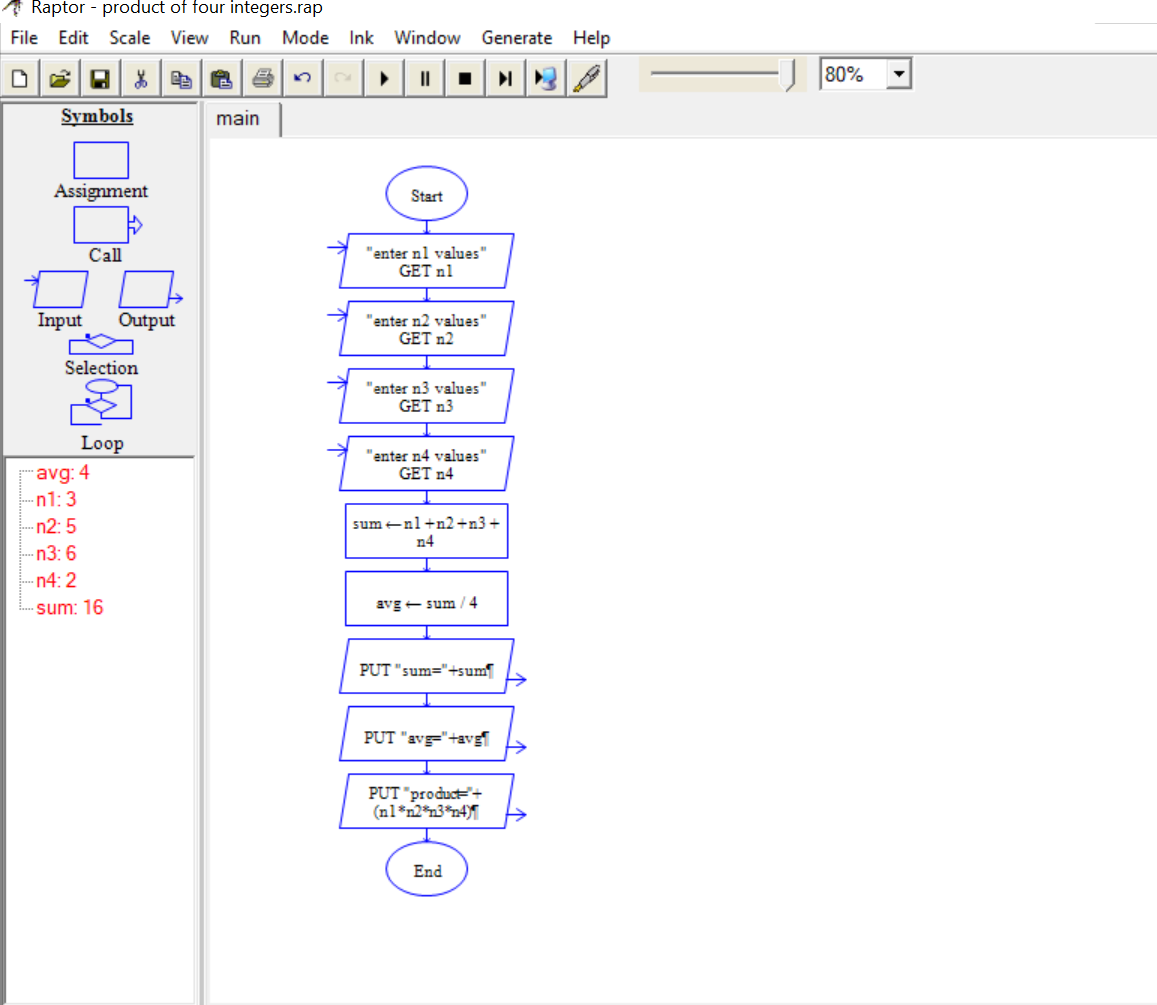 Raptor - product of four integers.rap
File Edit Scale View Run Mode Ink Window Generate Help
80%
Symbols
Assignment
Call
Input Output
Selection
Loop
avg: 4
n1: 3
n2: 5
n3: 6
n4: 2
sum: 16
main
Start
"enter n1 values"
GET n1
"enter n2 values"
GET n2
"enter n3 values"
GET n3
"enter n4 values"
GET n4
sum ← n1 + n2 + n3 +
n4
avg ← sum / 4
PUT "sum="+sum¶
PUT "avg="+avg¶
PUT "product="+
(n1*n2*n3*n4)¶
End